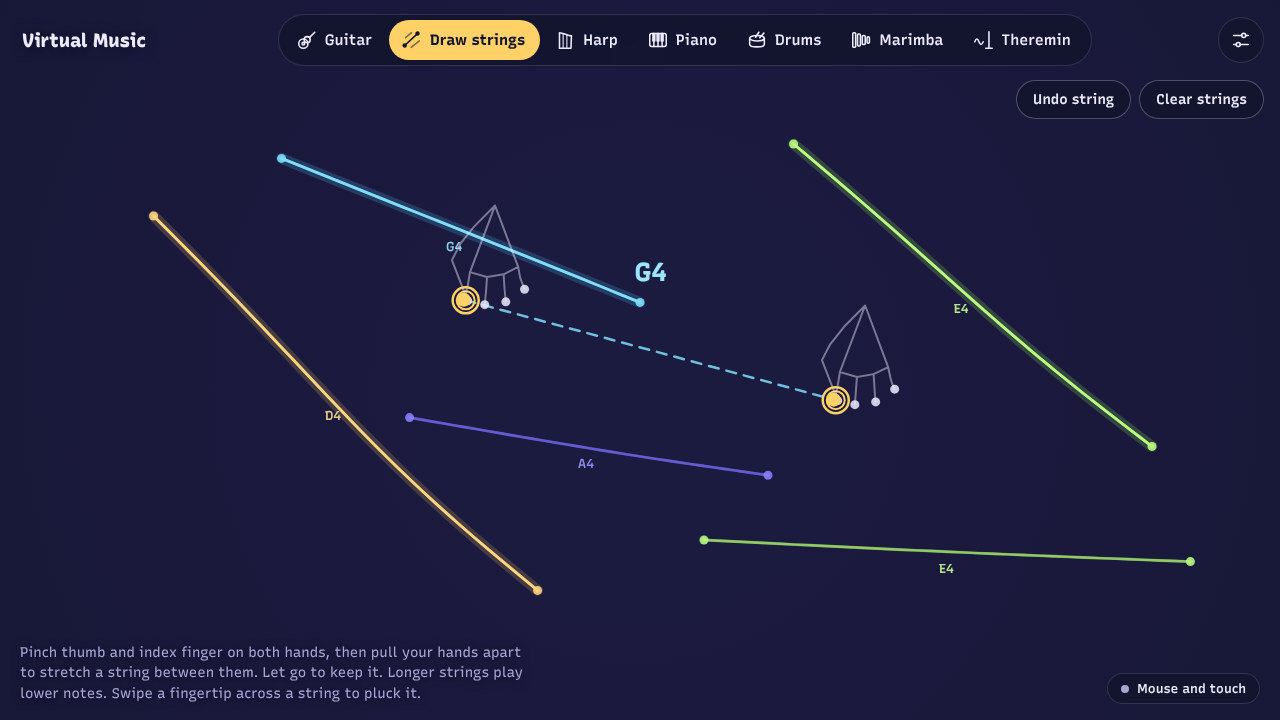 Virtual Music
Guitar
Draw strings
Harp
Piano
Drums
Marimba
Theremin
Undo string
Clear strings
G4
G4
E4
D4
A4
E4
Pinch thumb and index finger on both hands, then pull your hands apart
to stretch a string between them. Let go to keep it. Longer strings play
lower notes. Swipe a fingertip across a string to pluck it.
Mouse and touch